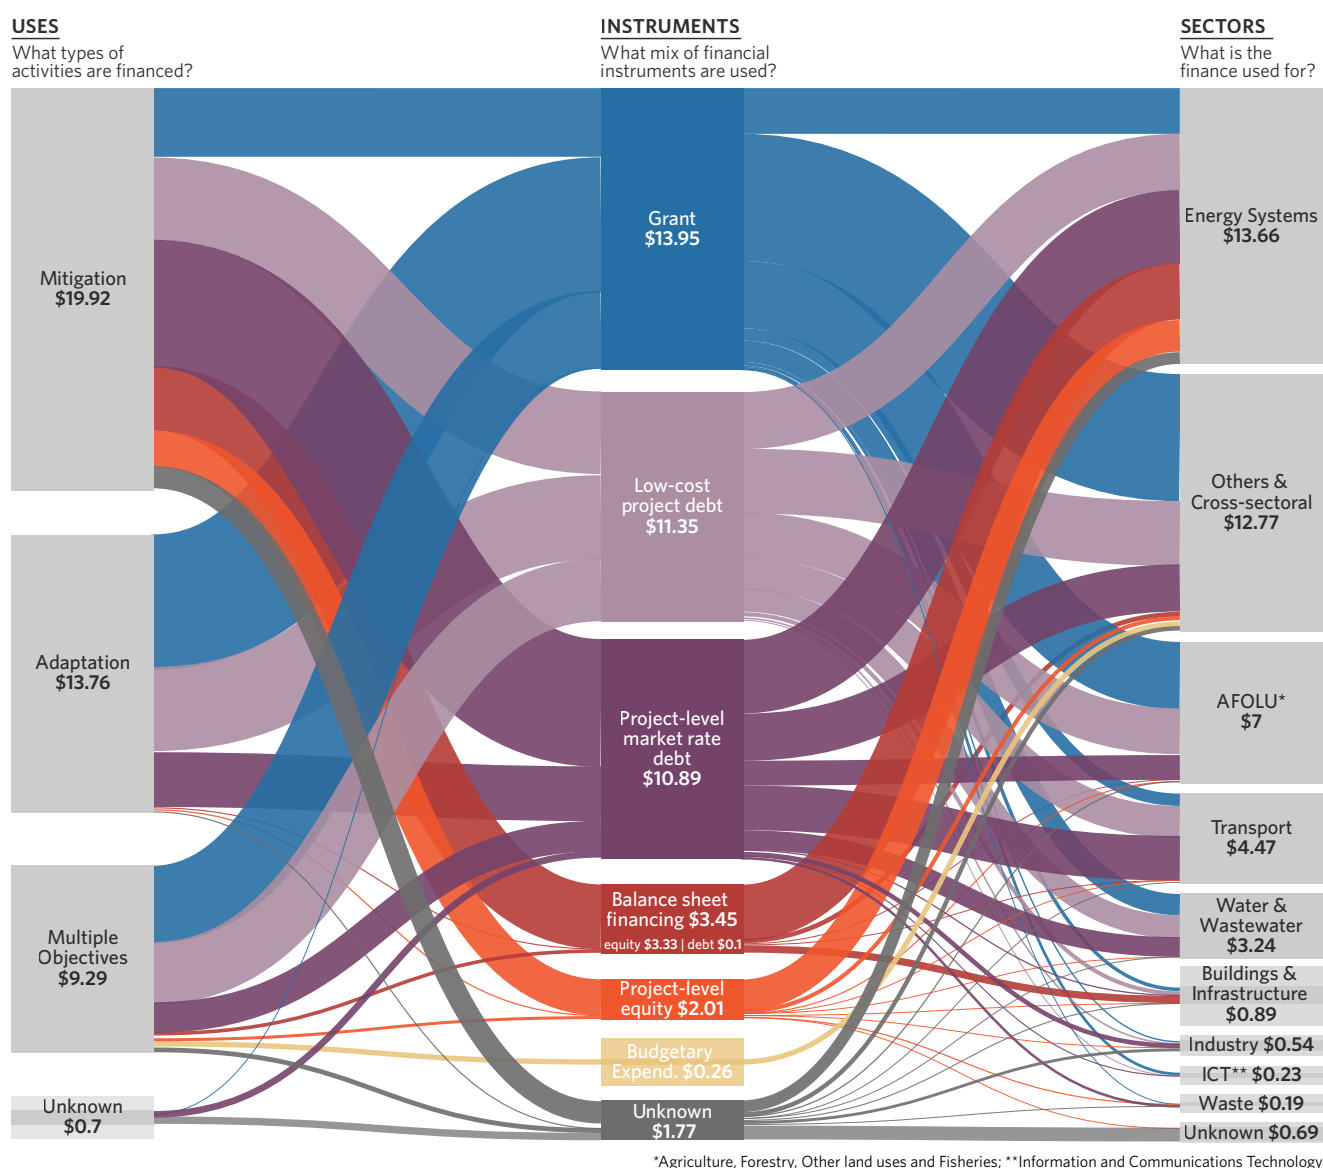 USES
What types of
activities are financed?
Mitigation
$19.92
Adaptation
$13.76
Multiple
Objectives
$9.29
Unknown
$0.7
INSTRUMENTS
What mix of financial
instruments are used?
Grant
$13.95
Low-cost
project debt
$11.35
Project-level
market rate
debt
$10.89
Balance sheet
financing $3.45
equity $3.33 | debt $0.1
Project-level
equity $2.01
Budgetary
Expend. $0.26
Unknown
$1.77
SECTORS
What is the
finance used for?
Energy Systems
$13.66
Others &
Cross-sectoral
$12.77
AFOLU*
$7
Transport
$4.47
Water &
Wastewater
$3.24
Buildings &
Infrastructure
$0.89
Industry $0.54
ICT** $0.23
Waste $0.19
Unknown $0.69
*Agriculture, Forestry, Other land uses and Fisheries; **Information and Communications Technology